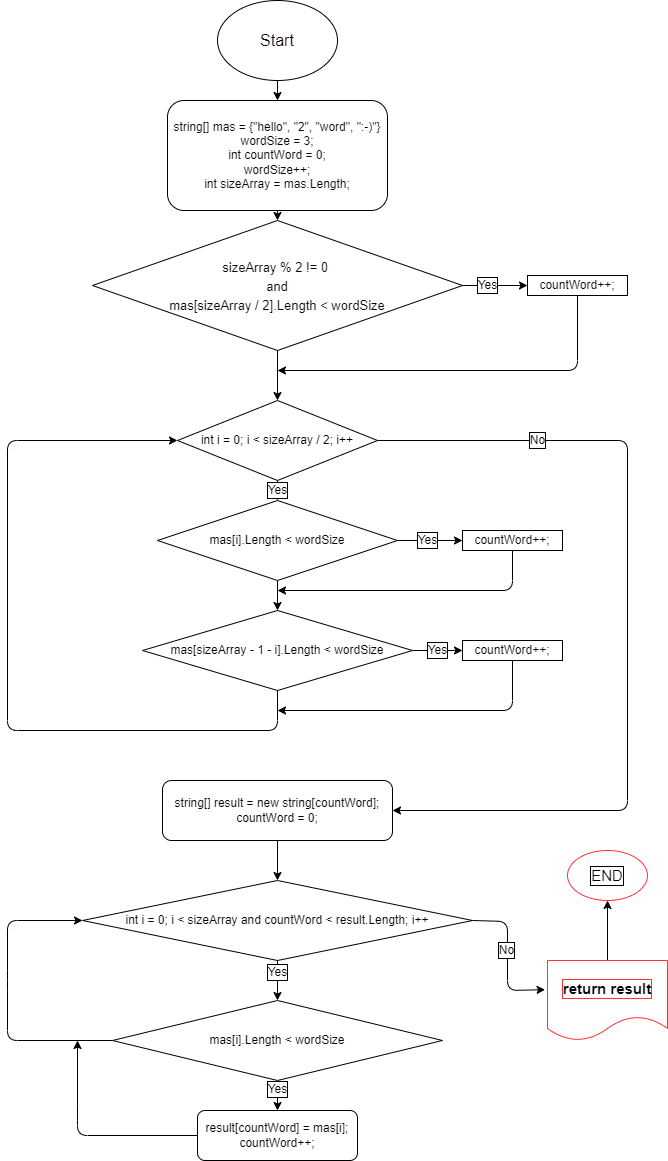 Start
string[] mas = {"hello", "2", "word", ":-)"}
wordSize = 3;
int countWord = 0;
wordSize++;
int sizeArray = mas.Length;
sizeArray % 2 != 0
and
mas[sizeArray / 2].Length < wordSize
Yes
countWord++;
int i = 0; i < sizeArray / 2; i++
No
Yes
mas[i].Length < wordSize
Yes
countWord++;
mas[sizeArray - 1 - i].Length < wordSize
Yes
countWord++;
string[] result = new string[countWord];
countWord = 0;
END
int i = 0; i < sizeArray and countWord < result.Length; i++
No
Yes
return result
mas[i].Length < wordSize
Yes
result[countWord] = mas[i];
countWord++;